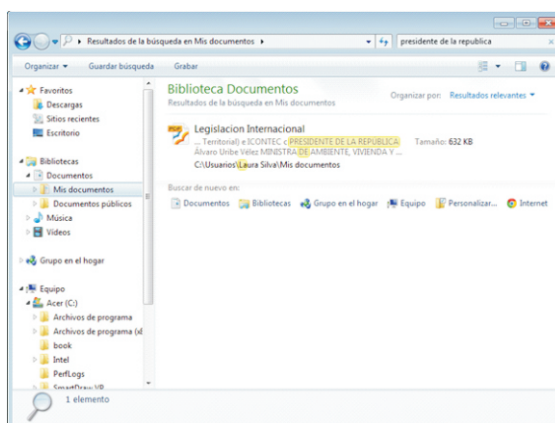 Resultados de la búsqueda en Mis documentos
presidente de la republica
Organizar
Guardar búsqueda
Grabar
Favoritos
Descargas
Sitios recientes
Escritorio
Bibliotecas
Documentos
Mis documentos
Documentos públicos
Música
Vídeos
Grupo en el hogar
Equipo
Acer (C:)
Archivos de programa
Archivos de programa (x8
book
Intel
PerfLogs
SmartDraw VP
Biblioteca Documentos
Resultados de la búsqueda en Mis documentos
Organizar por: Resultados relevantes
Legislacion Internacional
... Territorial) e ICONTEC c PRESIDENTE DE LA REPÚBLICA Tamaño: 632 KB
Álvaro Uribe Vélez MINISTRA DE AMBIENTE, VIVIENDA Y ...
C:\Usuarios\Laura Silva\Mis documentos
Buscar de nuevo en:
Documentos Bibliotecas Grupo en el hogar Equipo Personalizar... Internet
1 elemento